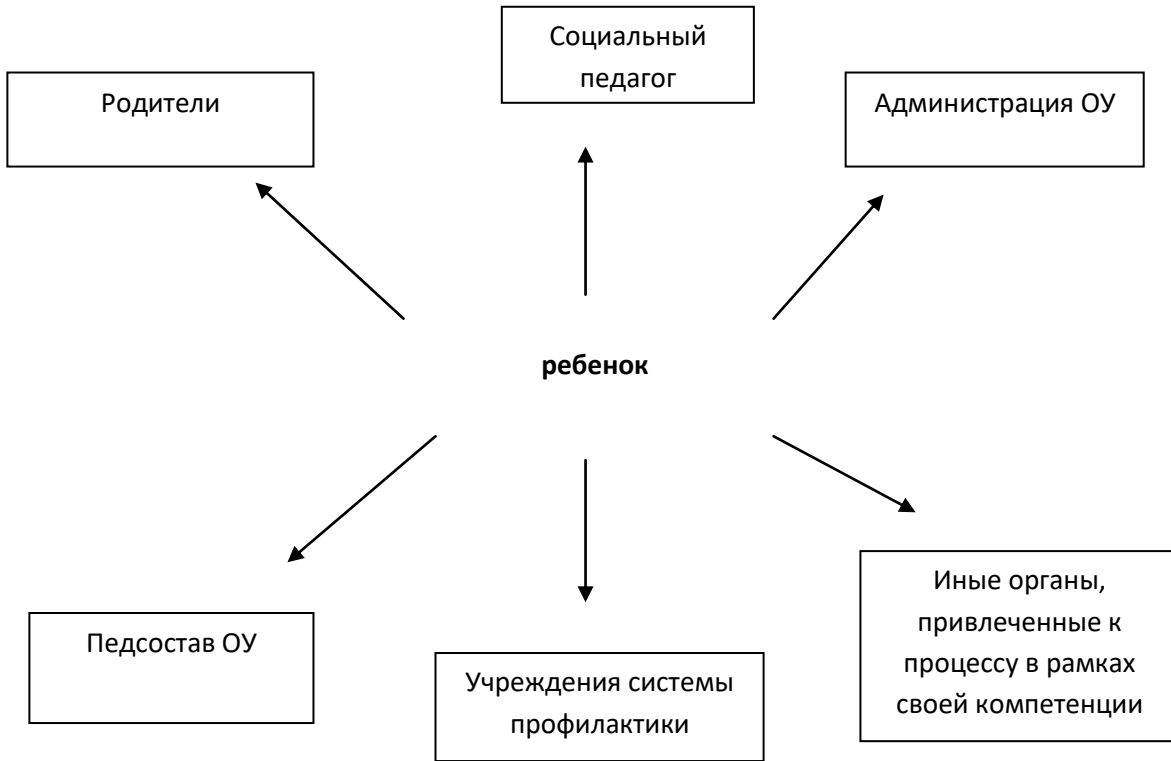 Социальный
педагог
Родители
Администрация ОУ
ребенок
Педсостав ОУ
Учреждения системы
профилактики
Иные органы,
привлеченные к
процессу в рамках
своей компетенции